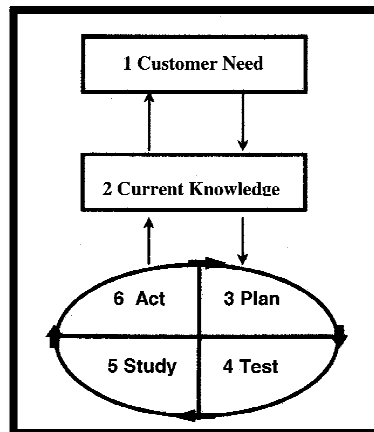 1 Customer Need
2 Current Knowledge
6 Act
3 Plan
5 Study
4 Test